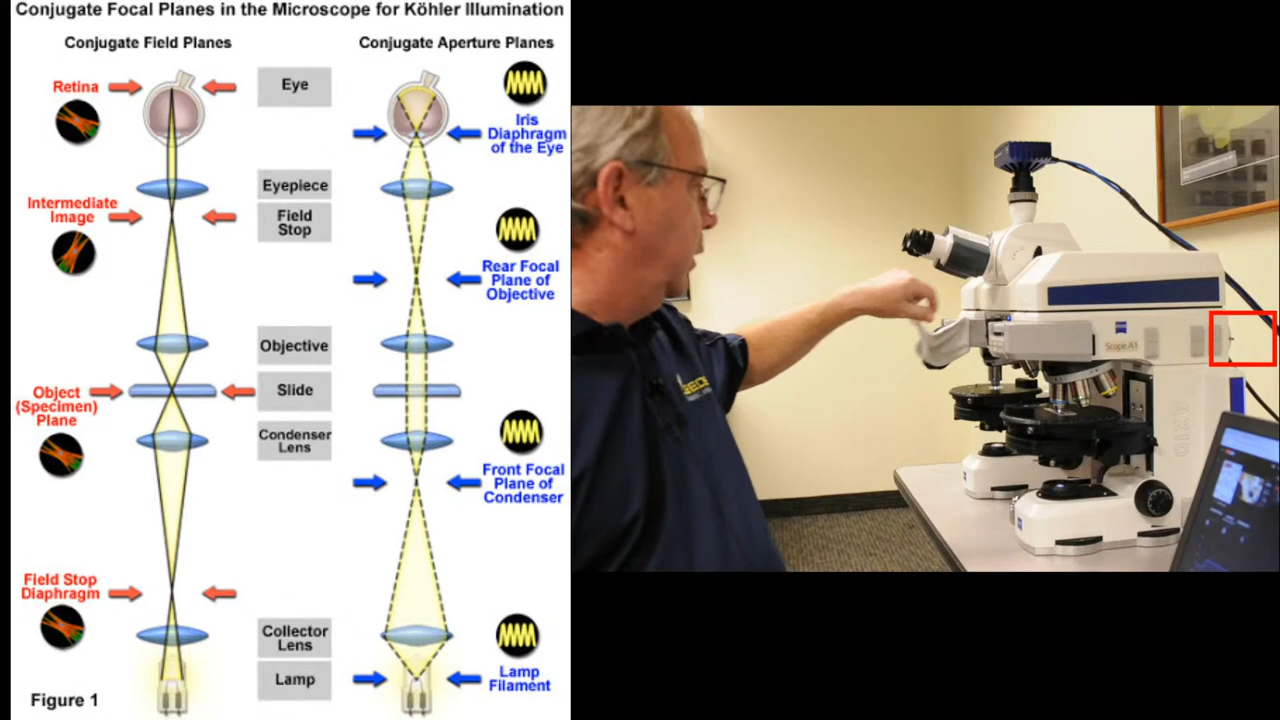 Conjugate Focal Planes in the Microscope for Köhler Illumination
Conjugate Field Planes
Conjugate Aperture Planes
Retina
Eye
Iris
Diaphragm
of the Eye
Eyepiece
Intermediate
Image
Field
Stop
Rear Focal
Plane of
Objective
Objective
Object
(Specimen)
Plane
Slide
Condenser
Lens
Front Focal
Plane of
Condenser
Field Stop
Diaphragm
Collector
Lens
Lamp
Lamp
Filament
Figure 1
Scope.A1
AXIO